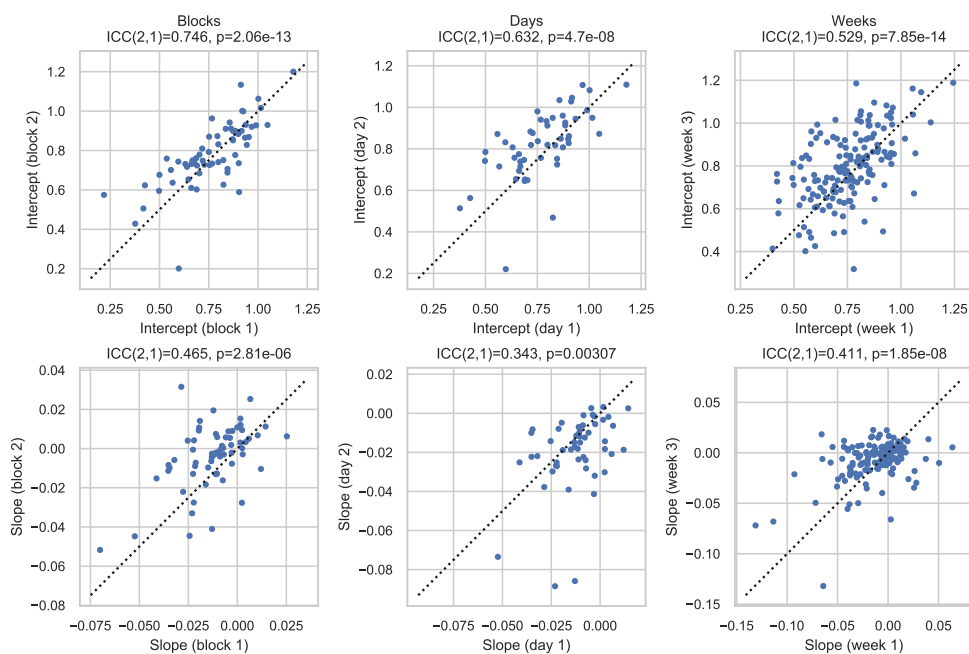 Blocks
ICC(2,1)=0.746, p=2.06e-13
Days
ICC(2,1)=0.632, p=4.7e-08
Weeks
ICC(2,1)=0.529, p=7.85e-14
1.2
1.0
0.8
0.6
0.4
0.2
Intercept (block 2)
0.25 0.50 0.75 1.00 1.25
Intercept (block 1)
1.2
1.0
0.8
0.6
0.4
0.2
Intercept (day 2)
0.25 0.50 0.75 1.00 1.25
Intercept (day 1)
1.2
1.0
0.8
0.6
0.4
Intercept (week 3)
0.25 0.50 0.75 1.00 1.25
Intercept (week 1)
ICC(2,1)=0.465, p=2.81e-06
ICC(2,1)=0.343, p=0.00307
ICC(2,1)=0.411, p=1.85e-08
0.04
0.02
0.00
−0.02
−0.04
−0.06
−0.08
Slope (block 2)
−0.075 −0.050 −0.025 0.000 0.025
Slope (block 1)
0.02
0.00
−0.02
−0.04
−0.06
−0.08
Slope (day 2)
−0.075 −0.050 −0.025 0.000
Slope (day 1)
0.05
0.00
−0.05
−0.10
−0.15
Slope (week 3)
−0.15 −0.10 −0.05 0.00 0.05
Slope (week 1)